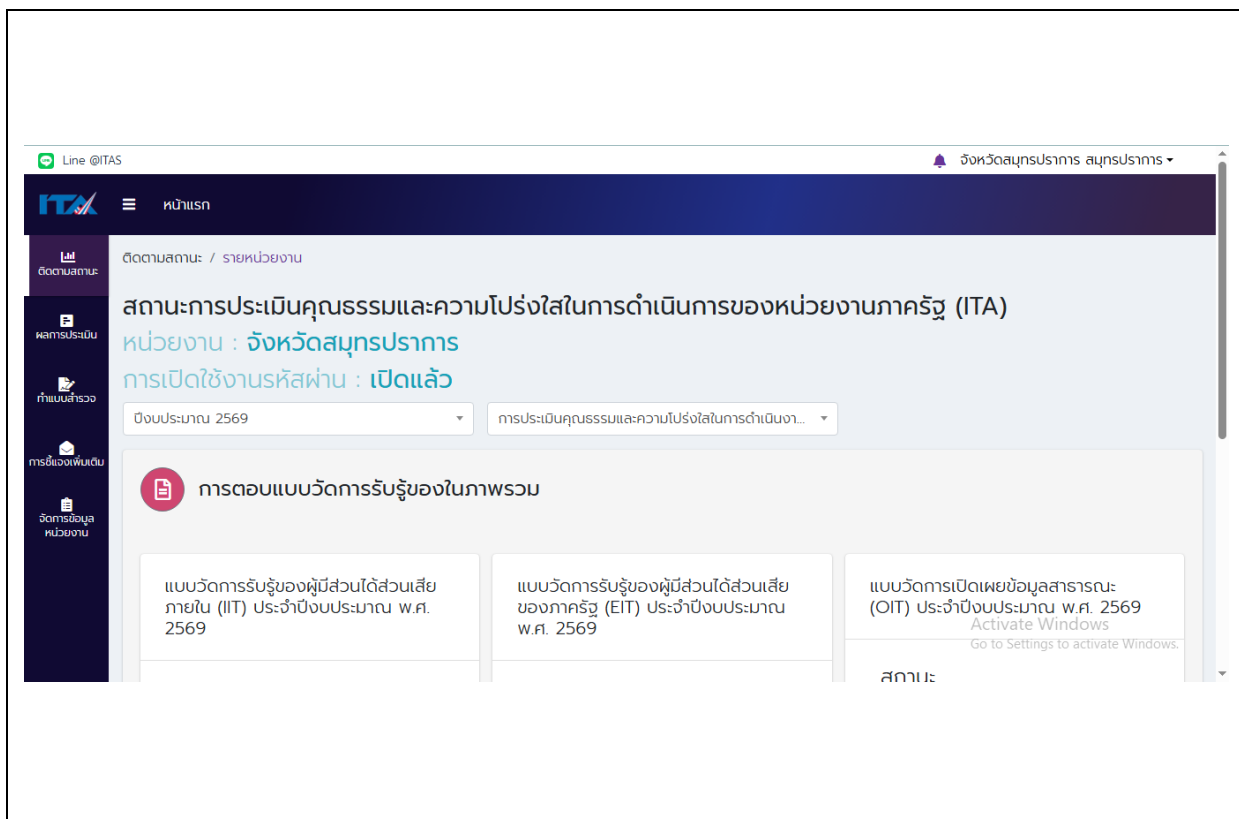 Line @ITAS
จังหวัดสมุทรปราการ สมุทรปราการ
ITA
หน้าแรก
ติดตามสถานะ
ผลการประเมิน
ทำแบบสำรวจ
การชี้แจงเพิ่มเติม
จัดการข้อมูล
หน่วยงาน
ติดตามสถานะ / รายหน่วยงาน
สถานะการประเมินคุณธรรมและความโปร่งใสในการดำเนินการของหน่วยงานภาครัฐ (ITA)
หน่วยงาน : จังหวัดสมุทรปราการ
การเปิดใช้งานรหัสผ่าน : เปิดแล้ว
ปีงบประมาณ 2569
การประเมินคุณธรรมและความโปร่งใสในการดำเนินงา...
การตอบแบบวัดการรับรู้ของในภาพรวม
แบบวัดการรับรู้ของผู้มีส่วนได้ส่วนเสีย
ภายใน (IIT) ประจำปีงบประมาณ พ.ศ.
2569
แบบวัดการรับรู้ของผู้มีส่วนได้ส่วนเสีย
ของภาครัฐ (EIT) ประจำปีงบประมาณ
พ.ศ. 2569
แบบวัดการเปิดเผยข้อมูลสาธารณะ
(OIT) ประจำปีงบประมาณ พ.ศ. 2569
สถานะ
Activate Windows
Go to Settings to activate Windows.